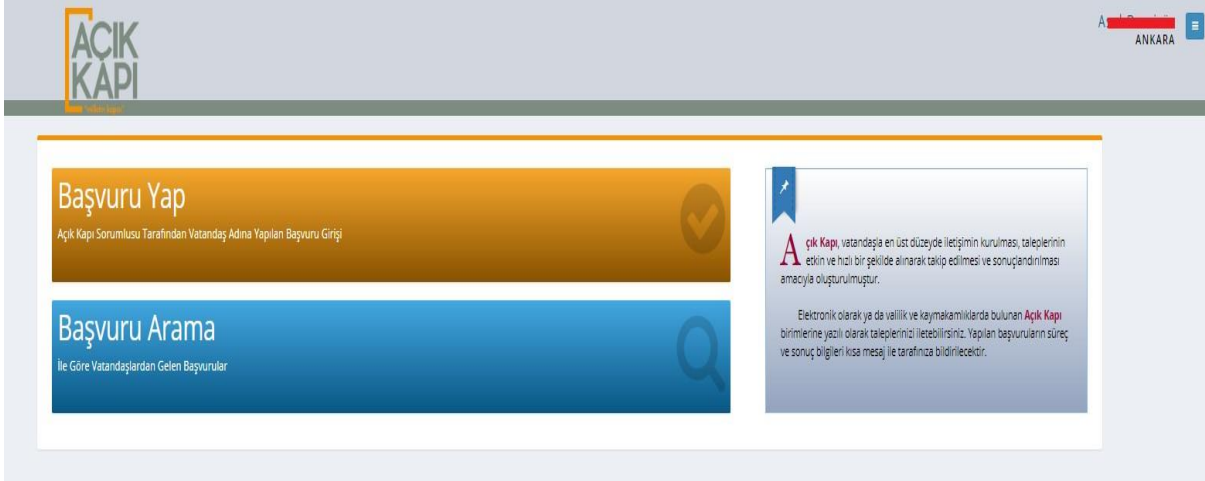 AÇIK
KAPI
ANKARA
Başvuru Yap
Açık Kapı Sorumlusu Tarafından Vatandaş Adına Yapılan Başvuru Girişi
Başvuru Arama
İle Göre Vatandaşlardan Gelen Başvurular
Açık Kapı, vatandaşla en üst düzeyde iletişimin kurulması, taleplerinin
etkin ve hızlı bir şekilde alınarak takip edilmesi ve sonuçlandırılması
amacıyla oluşturulmuştur.
Elektronik olarak ya da valilik ve kaymakamlıklarda bulunan Açık Kapı
birimlerine yazılı olarak taleplerinizi iletebilirsiniz. Yapılan başvuruların süreç
ve sonuç bilgileri kısa mesaj ile tarafınıza bildirilecektir.